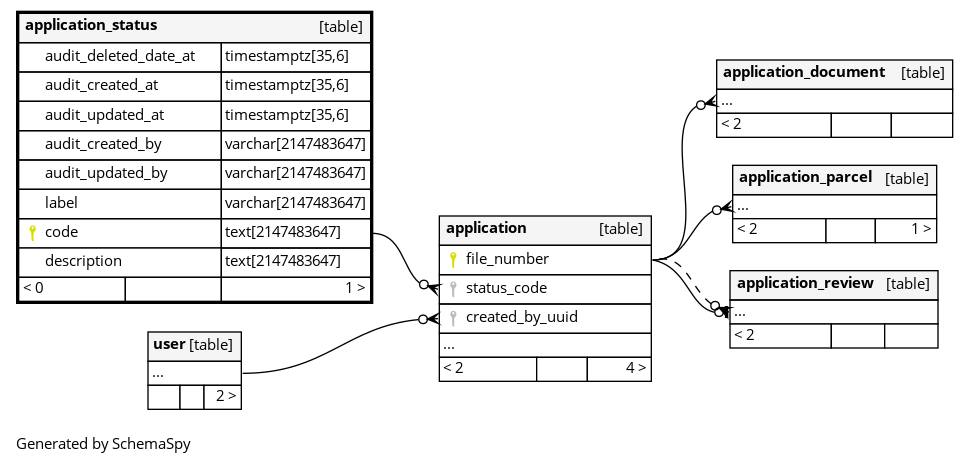 application_status [table]
audit_deleted_date_at timestamptz[35,6]
audit_created_at timestamptz[35,6]
audit_updated_at timestamptz[35,6]
audit_created_by varchar[2147483647]
audit_updated_by varchar[2147483647]
label varchar[2147483647]
code text[2147483647]
description text[2147483647]
< 0 1 >
user [table]
...
2 >
application [table]
file_number
status_code
created_by_uuid
...
< 2 4 >
application_document [table]
...
< 2
application_parcel [table]
...
< 2 1 >
application_review [table]
...
< 2
Generated by SchemaSpy